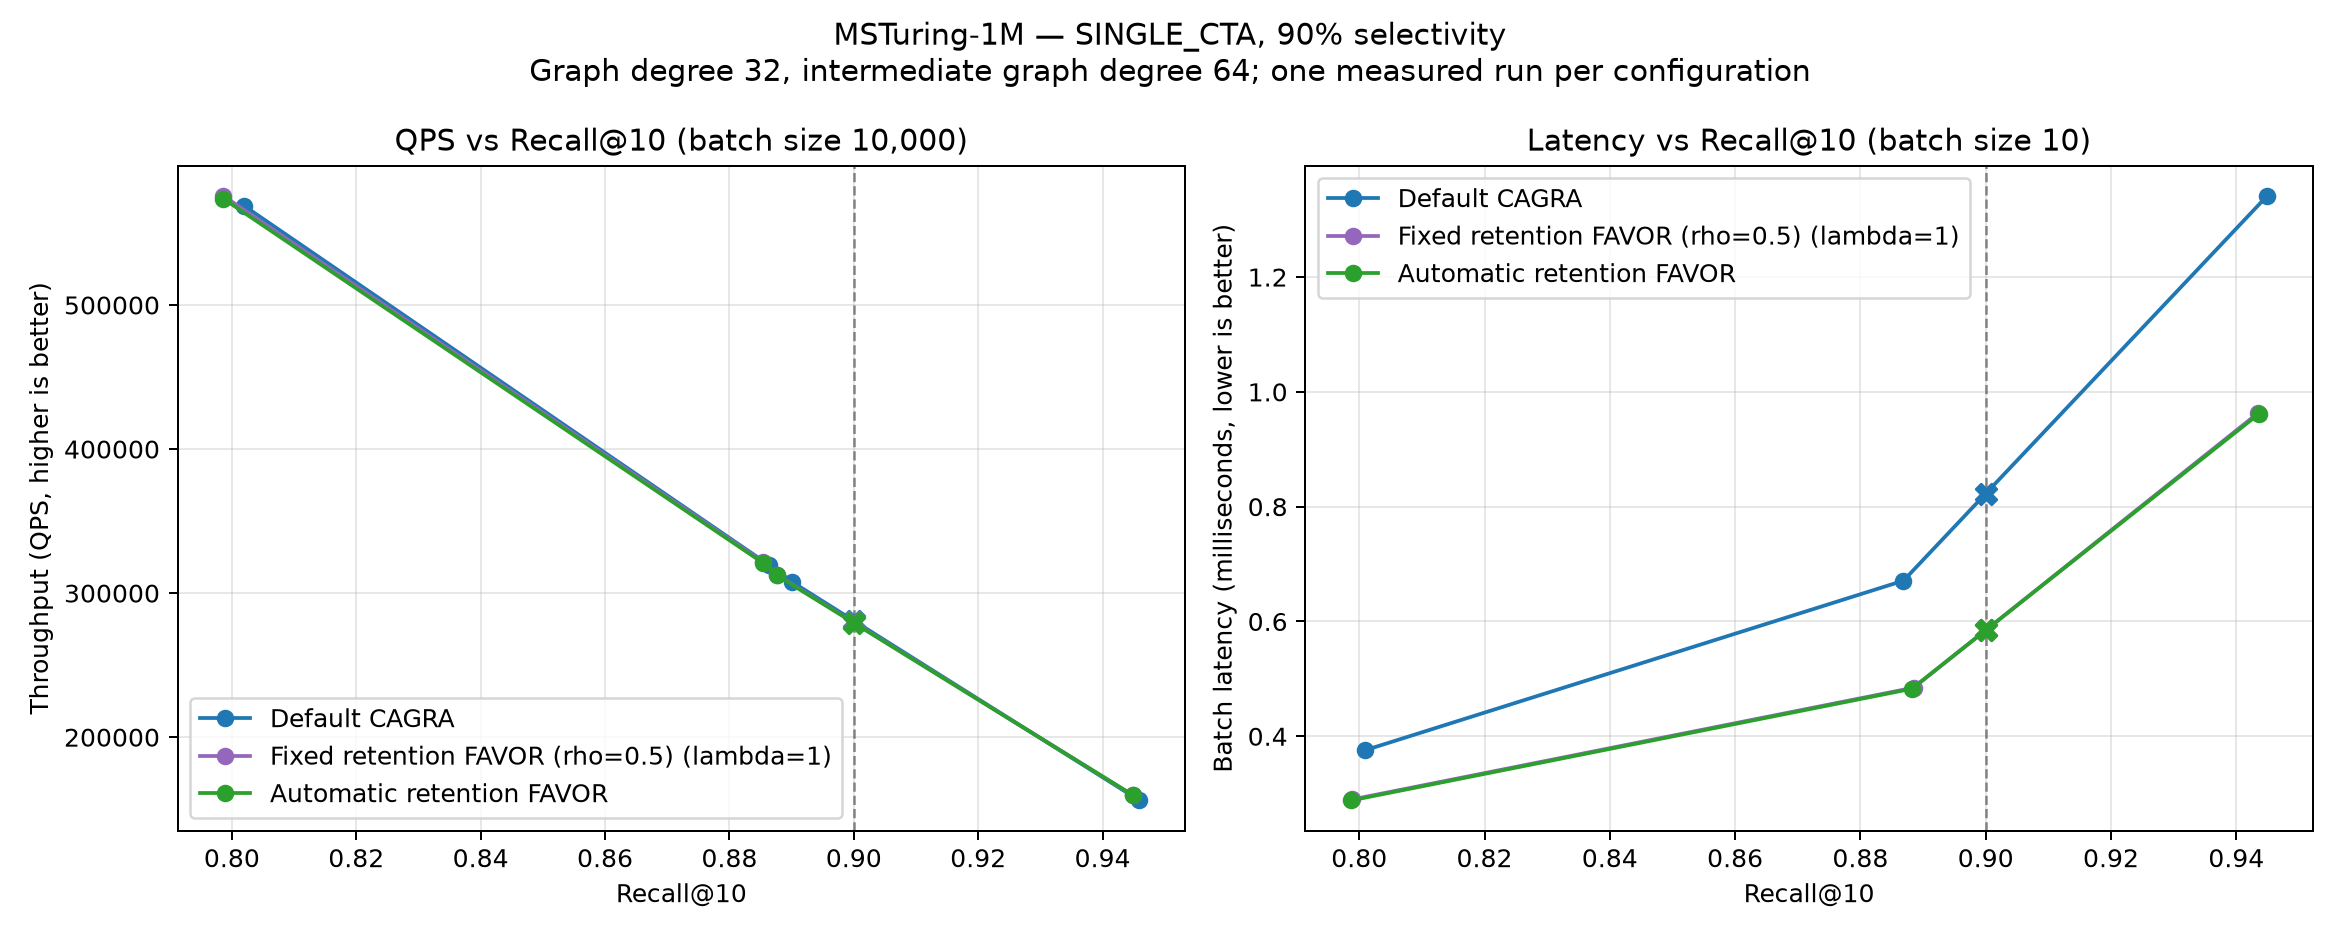 MSTuring-1M — SINGLE_CTA, 90% selectivity
Graph degree 32, intermediate graph degree 64; one measured run per configuration
QPS vs Recall@10 (batch size 10,000)
Throughput (QPS, higher is better)
500000
400000
300000
200000
Default CAGRA
Fixed retention FAVOR (rho=0.5) (lambda=1)
Automatic retention FAVOR
0.80 0.82 0.84 0.86 0.88 0.90 0.92 0.94
Recall@10
Latency vs Recall@10 (batch size 10)
Batch latency (milliseconds, lower is better)
Default CAGRA
Fixed retention FAVOR (rho=0.5) (lambda=1)
Automatic retention FAVOR
1.2
1.0
0.8
0.6
0.4
0.80 0.82 0.84 0.86 0.88 0.90 0.92 0.94
Recall@10